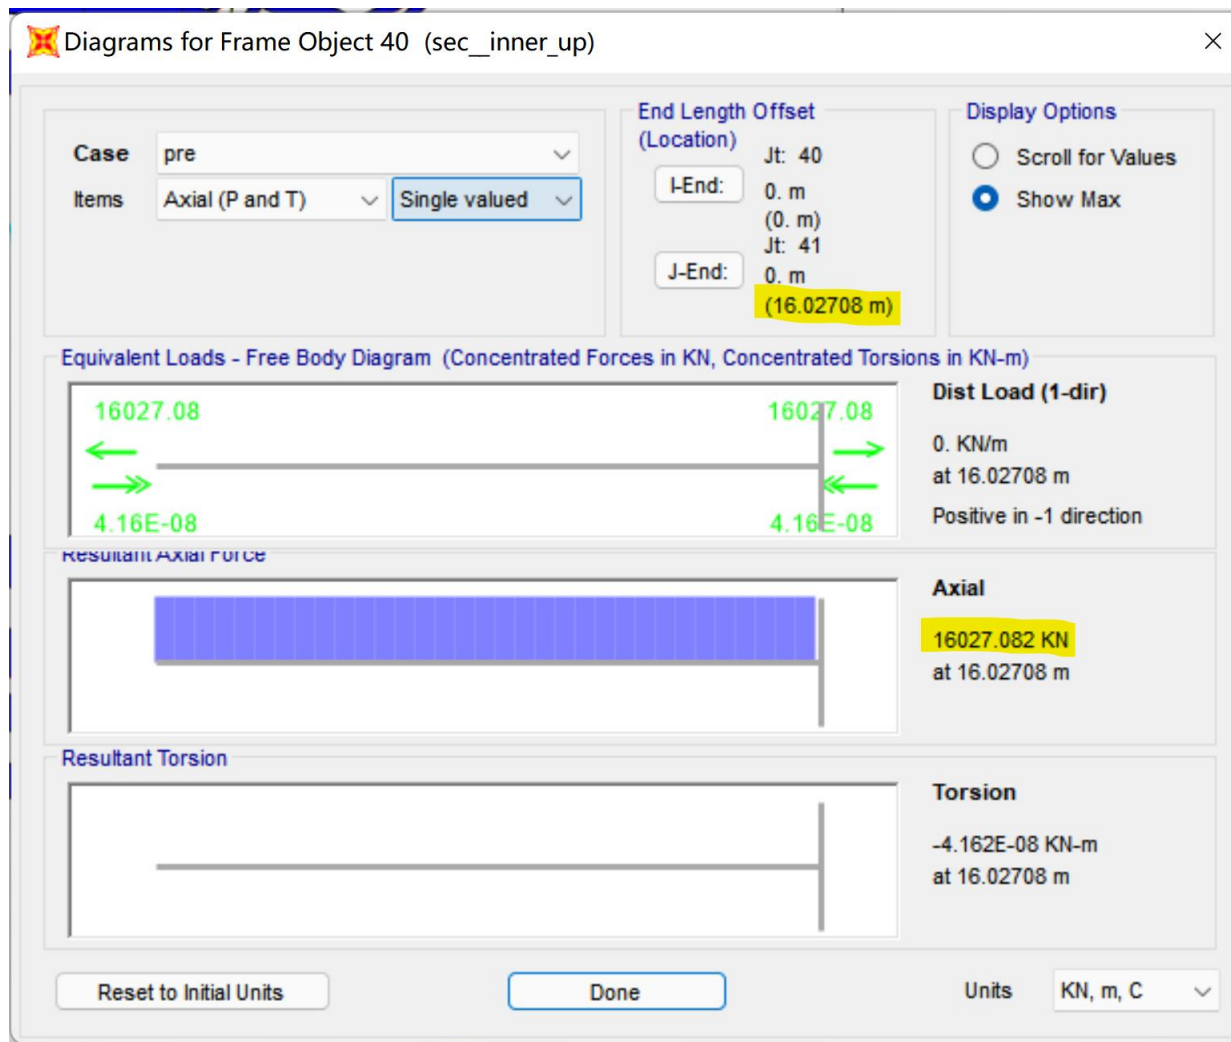 Diagrams for Frame Object 40 (sec__inner_up)
Case pre
Items Axial (P and T) Single valued
End Length Offset
(Location)
Jt: 40
I-End: 0. m
(0. m)
Jt: 41
J-End: 0. m
(16.02708 m)
Display Options
Scroll for Values
Show Max
Equivalent Loads - Free Body Diagram (Concentrated Forces in KN, Concentrated Torsions in KN-m)
16027.08 16027.08
4.16E-08 4.16E-08
Dist Load (1-dir)
0. KN/m
at 16.02708 m
Positive in -1 direction
Resultant Axial Force
Axial
16027.082 KN
at 16.02708 m
Resultant Torsion
Torsion
-4.162E-08 KN-m
at 16.02708 m
Reset to Initial Units Done Units KN, m, C